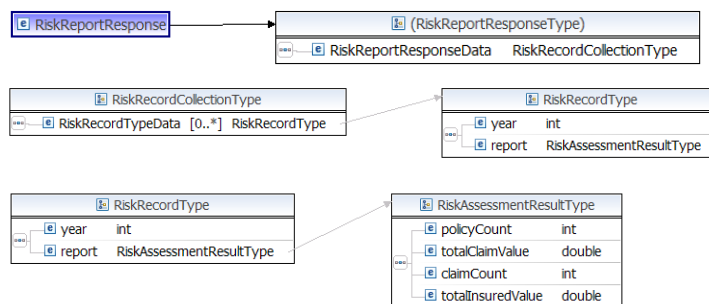 RiskReportResponse
(RiskReportResponseType)
e RiskReportResponseData RiskRecordCollectionType
RiskRecordCollectionType
e RiskRecordTypeData [0..*] RiskRecordType
RiskRecordType
e year int
e report RiskAssessmentResultType
RiskRecordType
e year int
e report RiskAssessmentResultType
RiskAssessmentResultType
e policyCount int
e totalClaimValue double
e claimCount int
e totalInsuredValue double